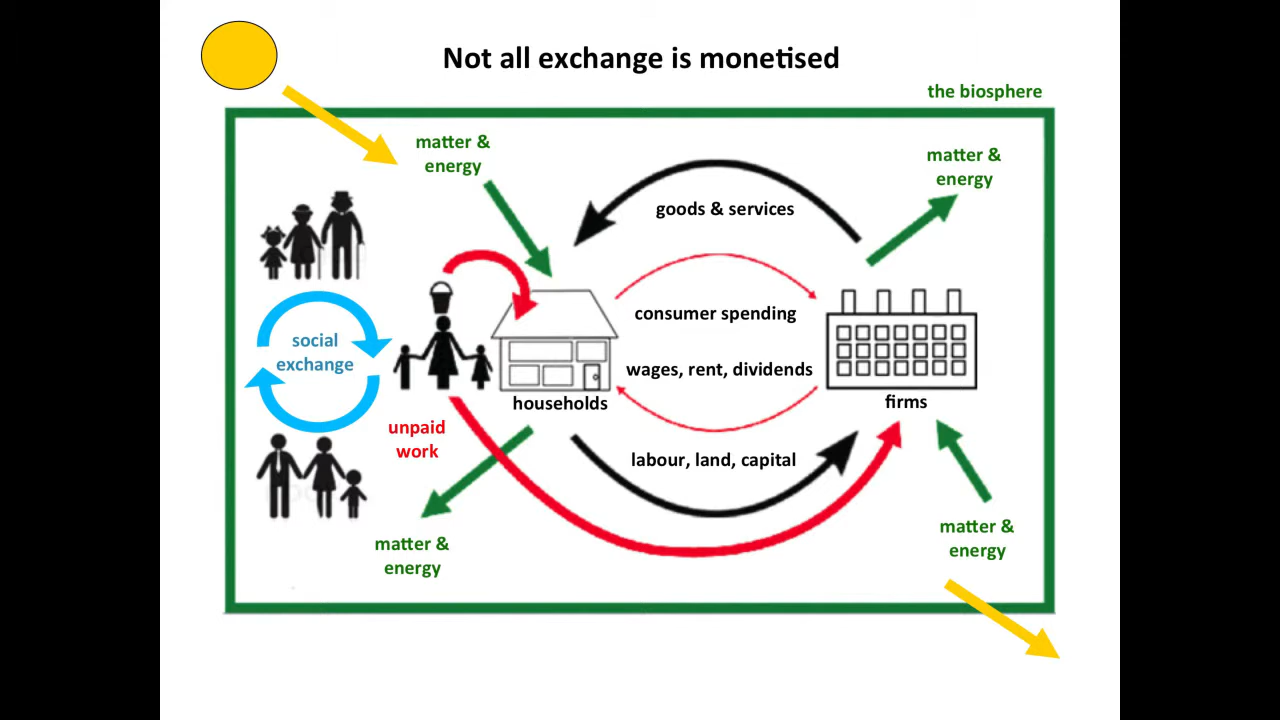 Not all exchange is monetised
the biosphere
matter &
energy
matter &
energy
goods & services
consumer spending
social
exchange
wages, rent, dividends
households
firms
unpaid
work
labour, land, capital
matter &
energy
matter &
energy